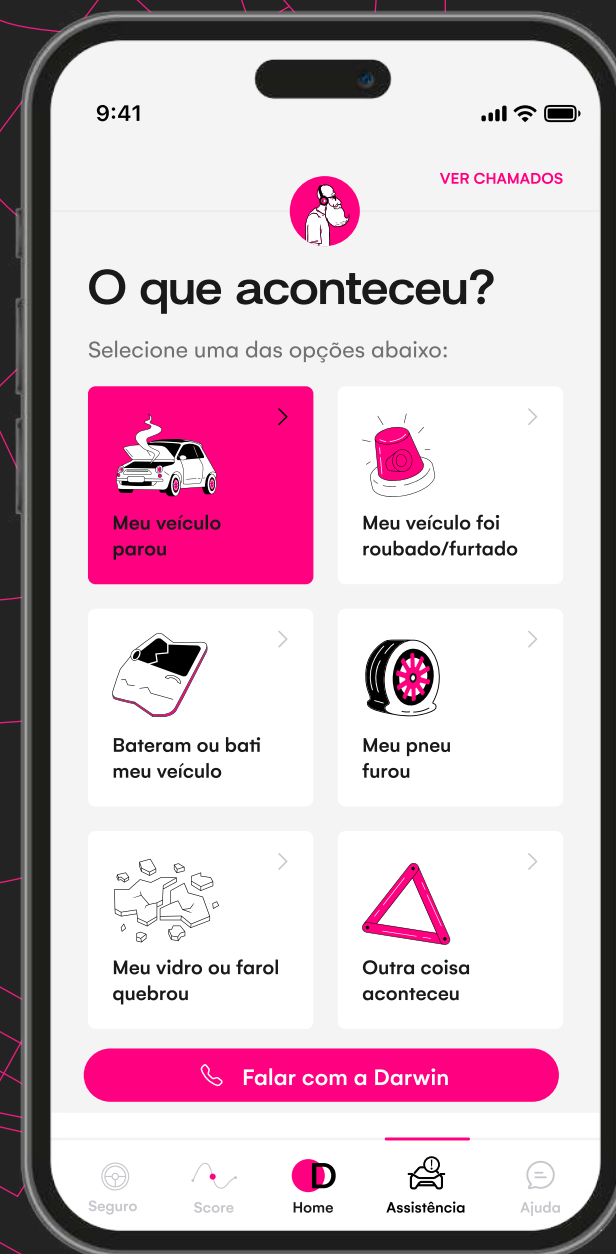 9:41
VER CHAMADOS
O que aconteceu?
Selecione uma das opções abaixo:
Meu veículo
parou
Meu veículo foi
roubado/furtado
Bateram ou bati
meu veículo
Meu pneu
furou
Meu vidro ou farol
quebrou
Outra coisa
aconteceu
Falar com a Darwin
D
Seguro
Score
Home
Assistência
Ajuda